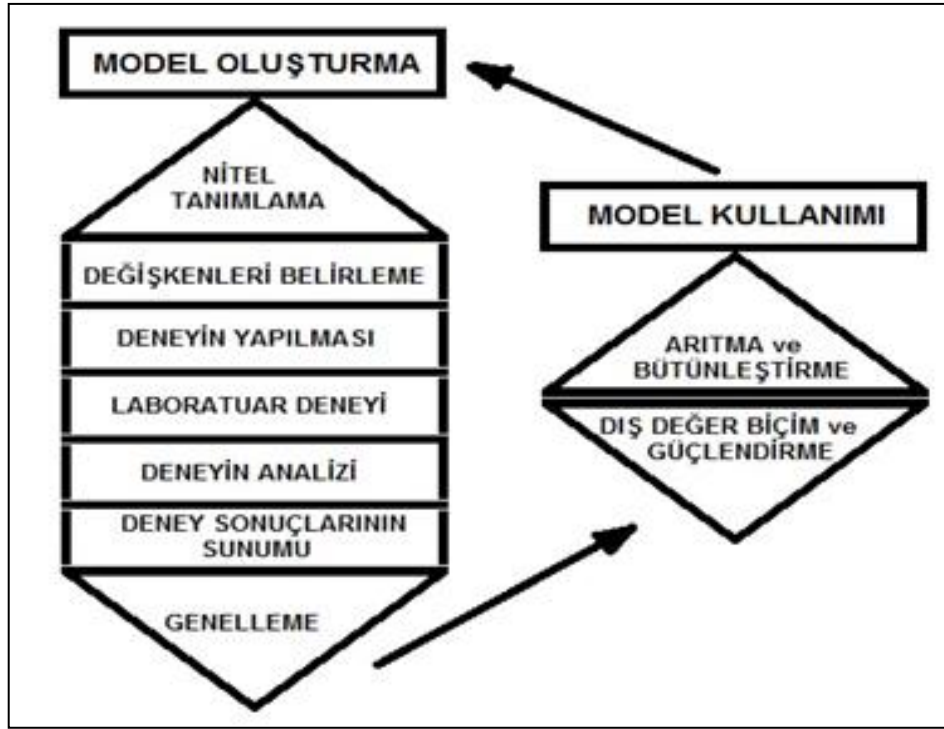 MODEL OLUŞTURMA
NİTEL
TANIMLAMA
DEĞİŞKENLERİ BELİRLEME
DENEYİN YAPILMASI
LABORATUAR DENEYİ
DENEYİN ANALİZİ
DENEY SONUÇLARININ
SUNUMU
GENELLEME
MODEL KULLANIMI
ARITMA ve
BÜTÜNLEŞTİRME
DIŞ DEĞER BİÇİM ve
GÜÇLENDİRME